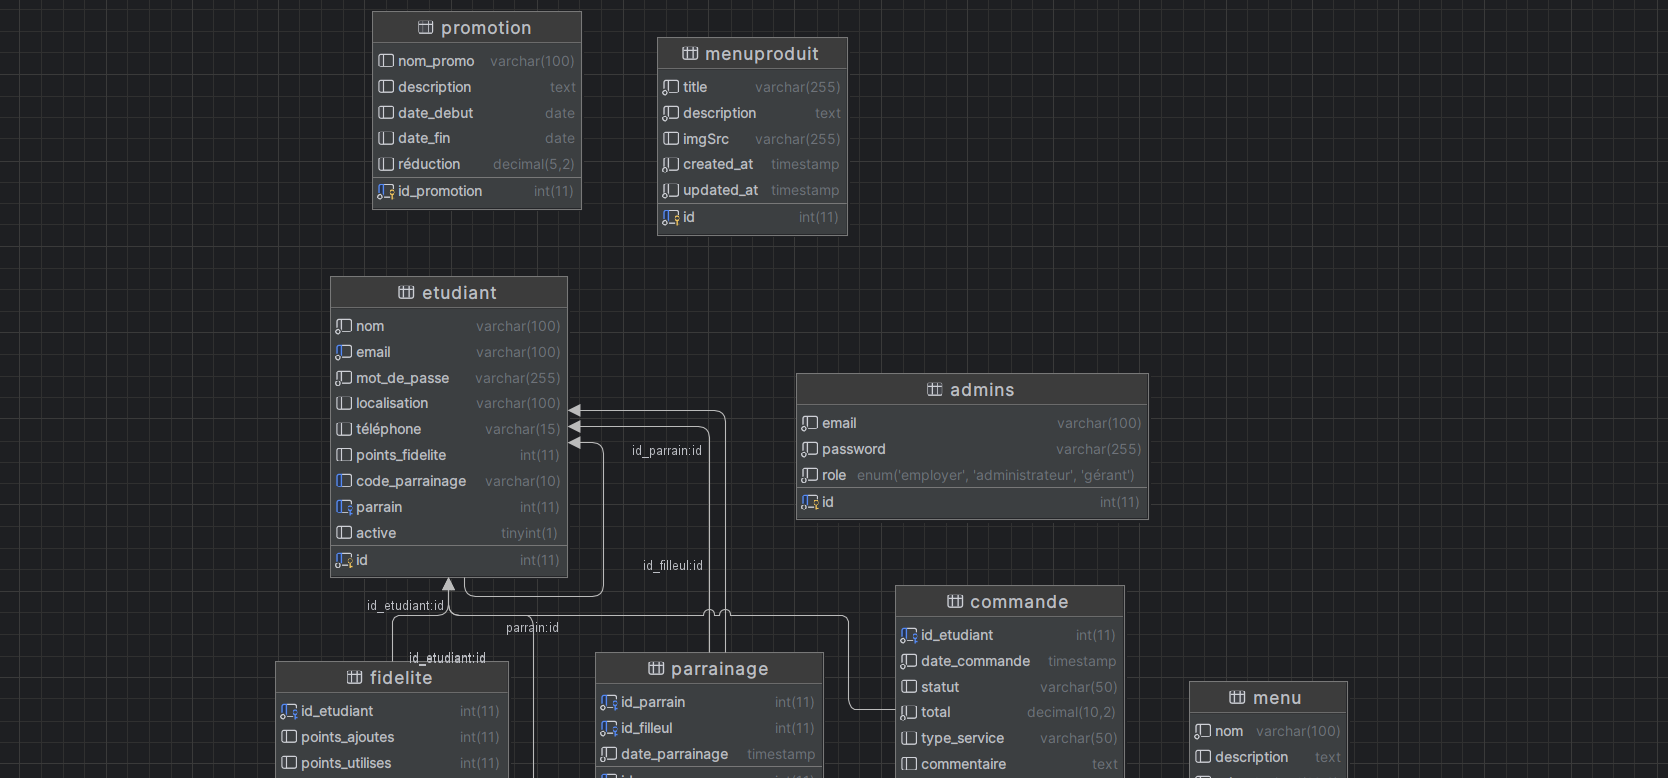 promotion
nom_promo varchar(100)
description text
date_debut date
date_fin date
réduction decimal(5,2)
id_promotion int(11)
menuproduit
title varchar(255)
description text
imgSrc varchar(255)
created_at timestamp
updated_at timestamp
id int(11)
etudiant
nom varchar(100)
email varchar(100)
mot_de_passe varchar(255)
localisation varchar(100)
téléphone varchar(15)
points_fidelite int(11)
code_parrainage varchar(10)
parrain int(11)
active tinyint(1)
id int(11)
id_parrain:id
id_filleul:id
admins
email varchar(100)
password varchar(255)
role enum('employer', 'administrateur', 'gérant')
id int(11)
id_etudiant:id
parrain:id
id_etudiant:id
fidelite
id_etudiant int(11)
points_ajoutes int(11)
points_utilises int(11)
parrainage
id_parrain int(11)
id_filleul int(11)
date_parrainage timestamp
commande
id_etudiant int(11)
date_commande timestamp
statut varchar(50)
total decimal(10,2)
type_service varchar(50)
commentaire text
menu
nom varchar(100)
description text